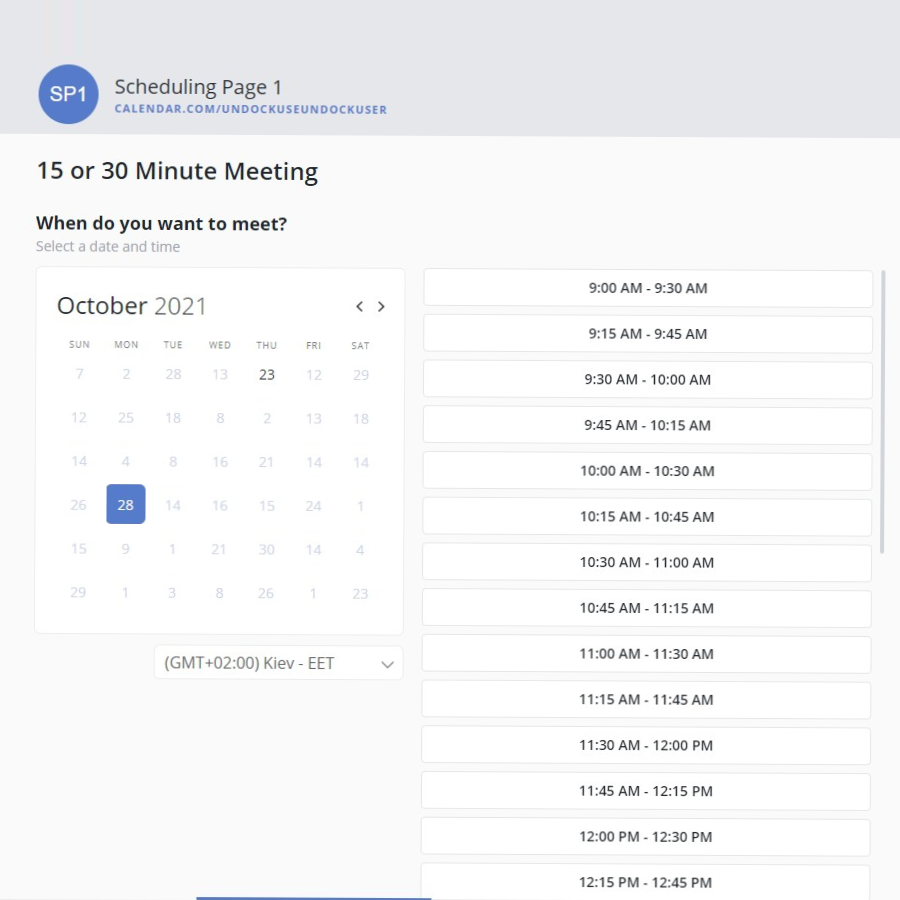 SP1
Scheduling Page 1
CALENDAR.COM/UNDOCKUSEUNDOCKUSER
15 or 30 Minute Meeting
When do you want to meet?
Select a date and time
October 2021
SUN MON TUE WED THU FRI SAT
7 2 28 13 23 12 29
12 25 18 8 2 13 18
14 4 8 16 21 14 14
26 28 14 16 15 24 1
15 9 1 21 30 14 4
29 1 3 8 26 1 23
(GMT+02:00) Kiev - EET
9:00 AM - 9:30 AM
9:15 AM - 9:45 AM
9:30 AM - 10:00 AM
9:45 AM - 10:15 AM
10:00 AM - 10:30 AM
10:15 AM - 10:45 AM
10:30 AM - 11:00 AM
10:45 AM - 11:15 AM
11:00 AM - 11:30 AM
11:15 AM - 11:45 AM
11:30 AM - 12:00 PM
11:45 AM - 12:15 PM
12:00 PM - 12:30 PM
12:15 PM - 12:45 PM